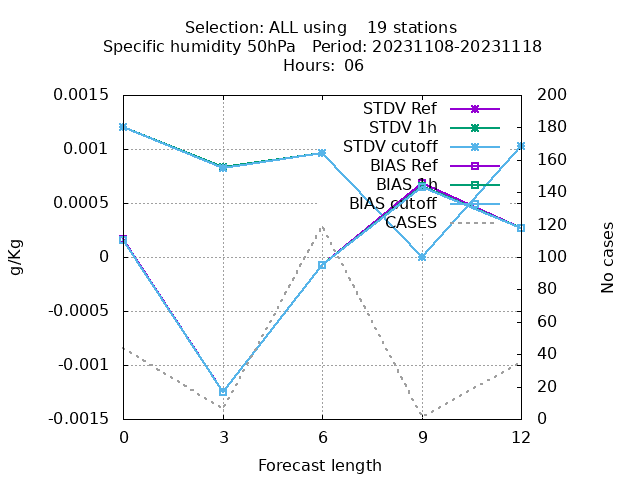 Selection: ALL using 19 stations
Specific humidity 50hPa Period: 20231108-20231118
Hours: 06
0.0015
0.001
0.0005
0
-0.0005
-0.001
-0.0015
g/Kg
STDV Ref
STDV 1h
STDV cutoff
BIAS Ref
BIAS 1h
BIAS cutoff
CASES
200
180
160
140
120
100
80
60
40
20
0
No cases
0 3 6 9 12
Forecast length